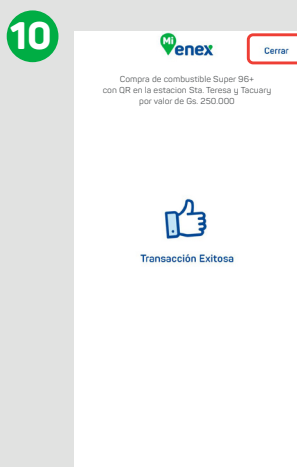 10
Mi
enex
Cerrar
Compra de combustible Super 96+
con QR en la estacion Sta. Teresa y Tacuary
por valor de Gs. 250.000
Transacción Exitosa